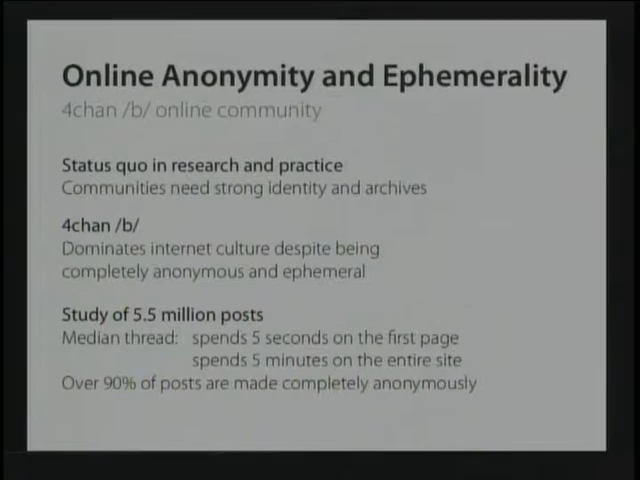 Online Anonymity and Ephemerality
4chan /b/ online community
Status quo in research and practice
Communities need strong identity and archives
4chan /b/
Dominates internet culture despite being
completely anonymous and ephemeral
Study of 5.5 million posts
Median thread: spends 5 seconds on the first page
spends 5 minutes on the entire site
Over 90% of posts are made completely anonymously